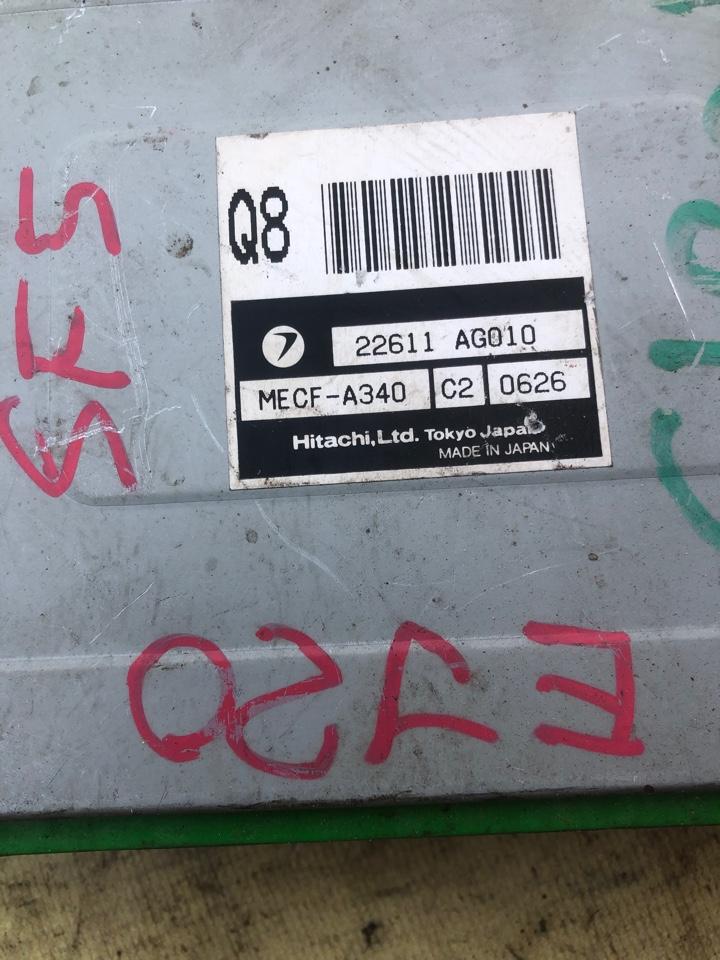 Q8
22611 AG010
MECF-A340 C2 0626
Hitachi,Ltd. Tokyo Japan
MADE IN JAPAN
SF5
EJ20